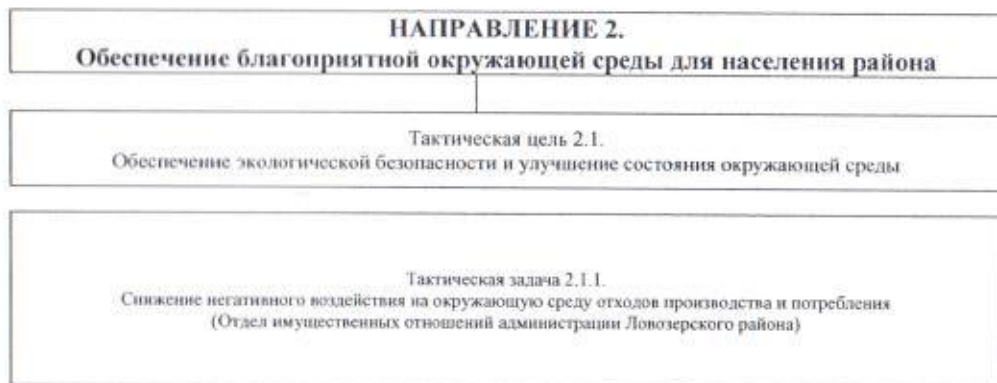 НАПРАВЛЕНИЕ 2.
Обеспечение благоприятной окружающей среды для населения района
Тактическая цель 2.1.
Обеспечение экологической безопасности и улучшение состояния окружающей среды
Тактическая задача 2.1.1.
Снижение негативного воздействия на окружающую среду отходов производства и потребления
(Отдел имущественных отношений администрации Ловозерского района)